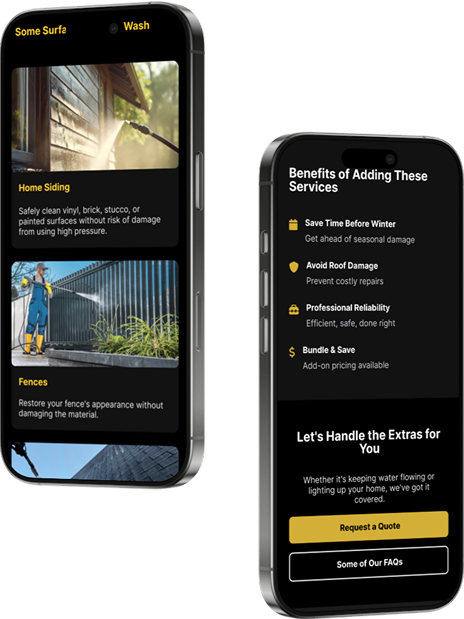 Some Surfa Wash
Home Siding
Safely clean vinyl, brick, stucco, or
painted surfaces without risk of damage
from using high pressure.
Fences
Restore your fence's appearance without
damaging the material.
Benefits of Adding These
Services
Save Time Before Winter
Get ahead of seasonal damage
Avoid Roof Damage
Prevent costly repairs
Professional Reliability
Efficient, safe, done right
$ Bundle & Save
Add-on pricing available
Let's Handle the Extras for
You
Whether it's keeping water flowing or
lighting up your home, we've got it
covered.
Request a Quote
Some of Our FAQs